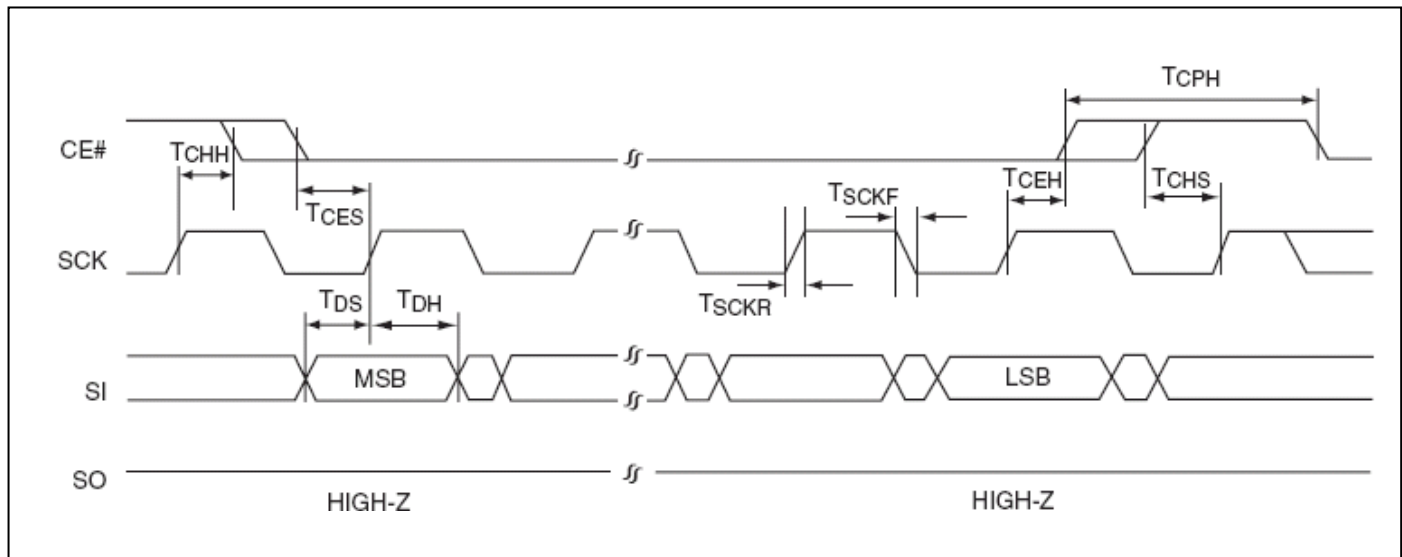 TCPH
CE#
TCHH
TCEH
TCHS
TCES
TSCKF
SCK
TDS
TDH
TSCKR
SI
MSB
LSB
SO
HIGH-Z
HIGH-Z